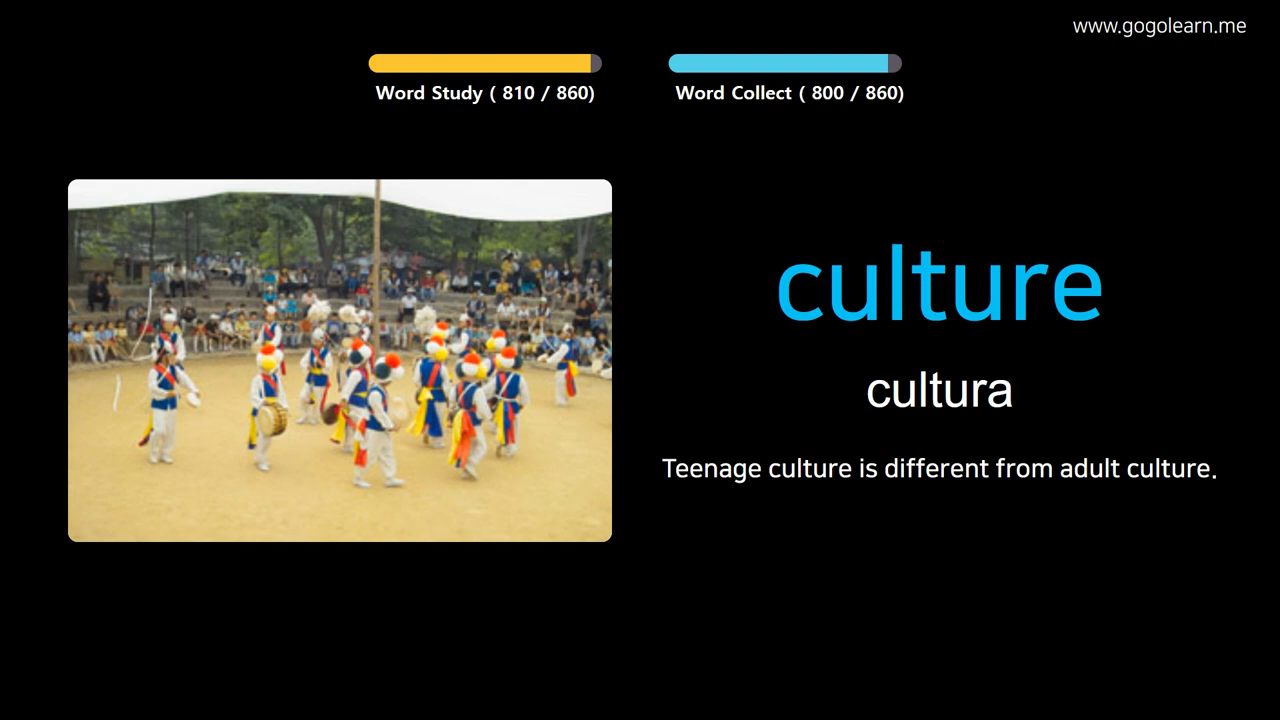 www.gogolearn.me
Word Study ( 810 / 860)
Word Collect ( 800 / 860)
culture
cultura
Teenage culture is different from adult culture.